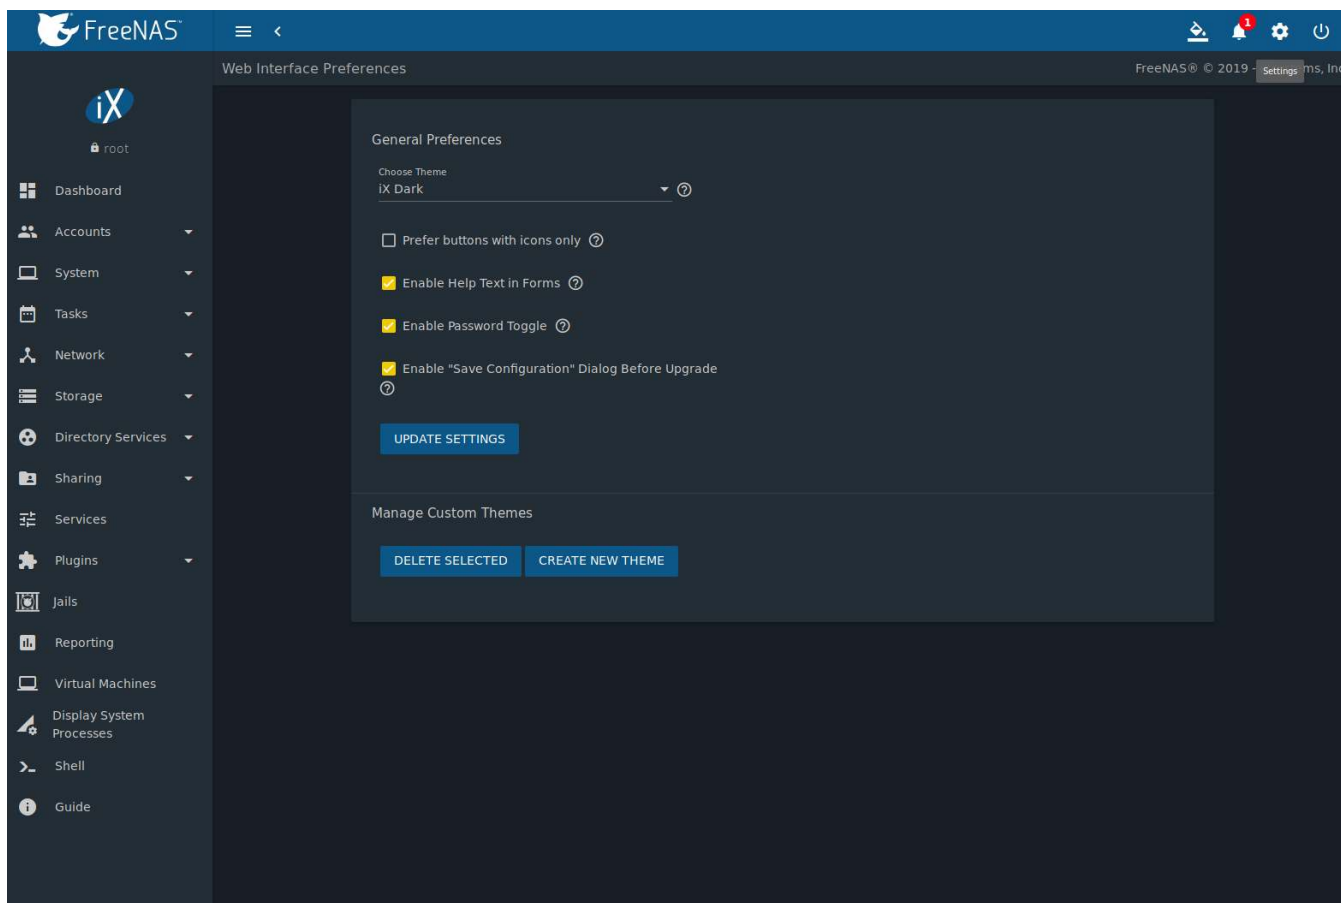 FreeNAS
1
Web Interface Preferences
FreeNAS® © 2019 -
Settings
ms, Inc
iX
root
Dashboard
Accounts
System
Tasks
Network
Storage
Directory Services
Sharing
Services
Plugins
Jails
Reporting
Virtual Machines
Display System
Processes
Shell
Guide
General Preferences
Choose Theme
iX Dark
Prefer buttons with icons only
Enable Help Text in Forms
Enable Password Toggle
Enable "Save Configuration" Dialog Before Upgrade
UPDATE SETTINGS
Manage Custom Themes
DELETE SELECTED
CREATE NEW THEME